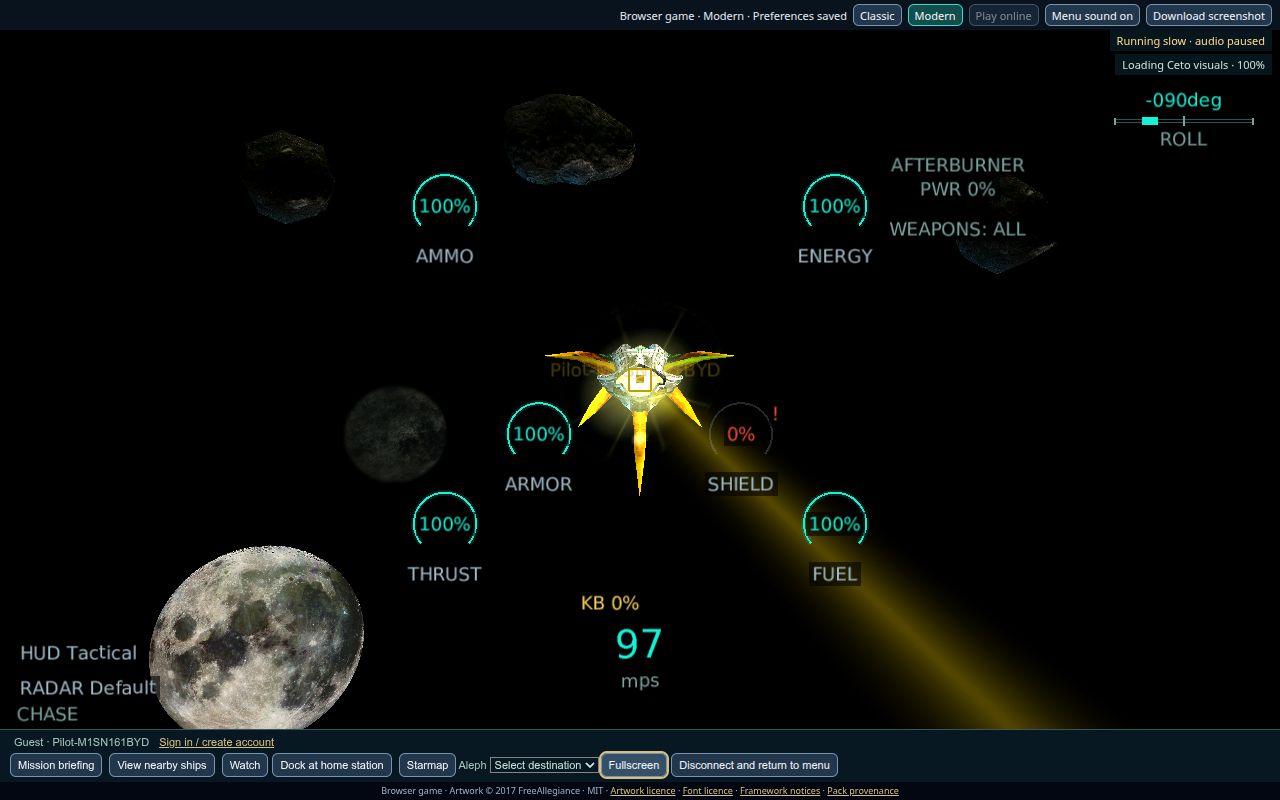 Browser game · Modern · Preferences saved Classic Modern Play online Menu sound on Download screenshot
Running slow · audio paused
Loading Ceto visuals · 100%
-090deg
ROLL
AFTERBURNER
PWR 0%
WEAPONS: ALL
100%
AMMO
100%
ENERGY
Pilot-M BYD
100%
ARMOR
!
0%
SHIELD
100%
THRUST
100%
FUEL
KB 0%
97
mps
HUD Tactical
RADAR Default
CHASE
Guest · Pilot-M1SN161BYD Sign in / create account
Mission briefing View nearby ships Watch Dock at home station Starmap Aleph Select destination Fullscreen Disconnect and return to menu
Browser game · Artwork © 2017 FreeAllegiance · MIT · Artwork licence · Font licence · Framework notices · Pack provenance